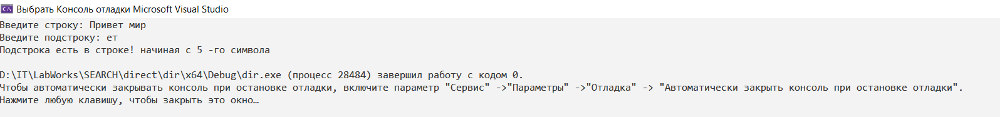 Выбрать Консоль отладки Microsoft Visual Studio
Введите строку: Привет мир
Введите подстроку: ет
Подстрока есть в строке! начиная с 5 -го символа
D:\IT\LabWorks\SEARCH\direct\dir\x64\Debug\dir.exe (процесс 28484) завершил работу с кодом 0.
Чтобы автоматически закрывать консоль при остановке отладки, включите параметр "Сервис" ->"Параметры" ->"Отладка" -> "Автоматически закрыть консоль при остановке отладки".
Нажмите любую клавишу, чтобы закрыть это окно…